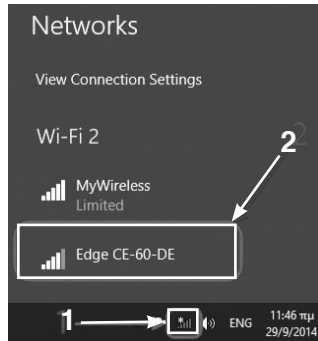 Networks
View Connection Settings
Wi-Fi 2
2
MyWireless
Limited
Edge CE-60-DE
1
ENG
11:46 πμ
29/9/2014